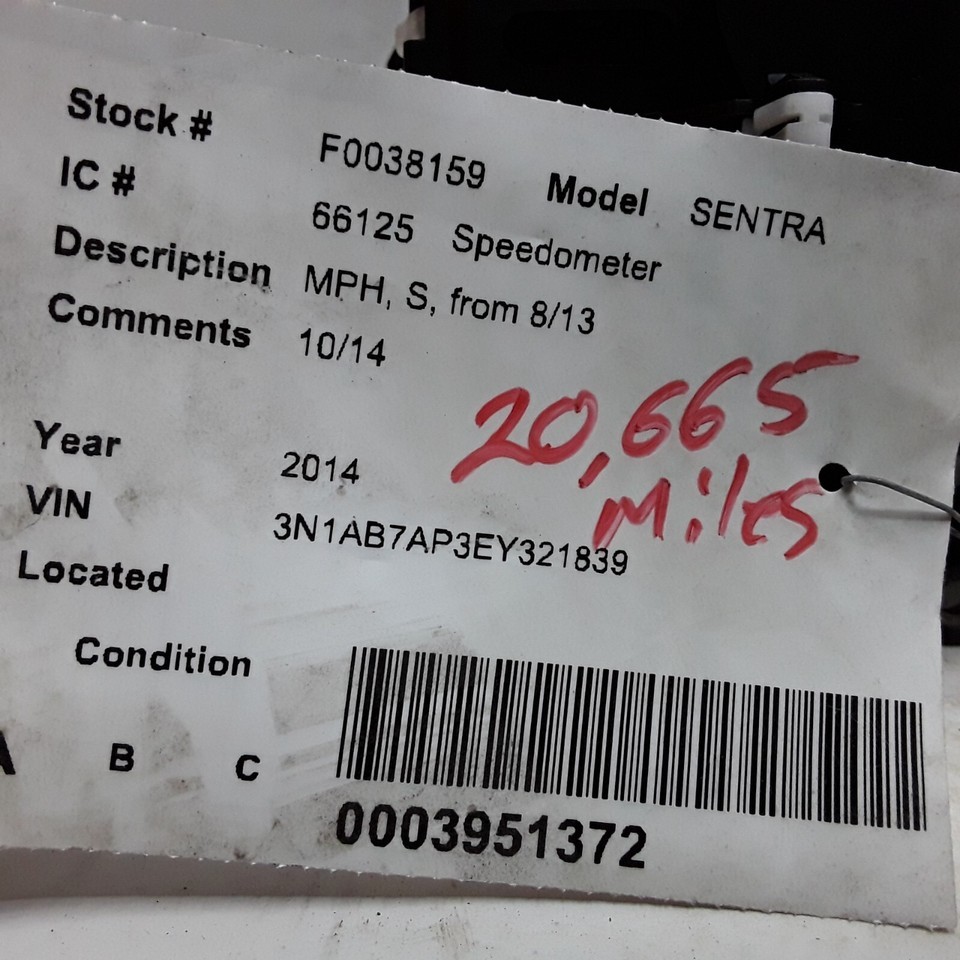 Stock # F0038159 Model SENTRA
IC # 66125 Speedometer
Description MPH, S, from 8/13
Comments 10/14
20,665
Miles
Year 2014
VIN 3N1AB7AP3EY321839
Located
Condition
A B C
0003951372